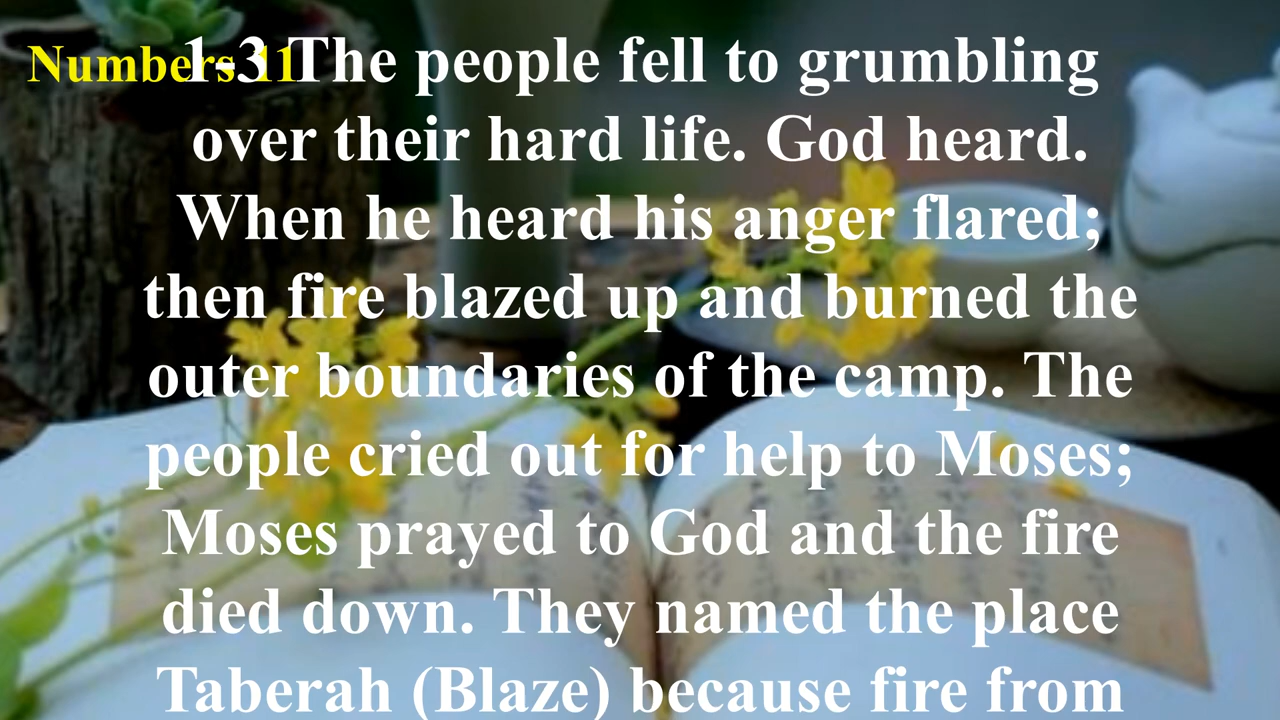 Numbers 11
1-3 The people fell to grumbling
over their hard life. God heard.
When he heard his anger flared;
then fire blazed up and burned the
outer boundaries of the camp. The
people cried out for help to Moses;
Moses prayed to God and the fire
died down. They named the place
Taberah (Blaze) because fire from